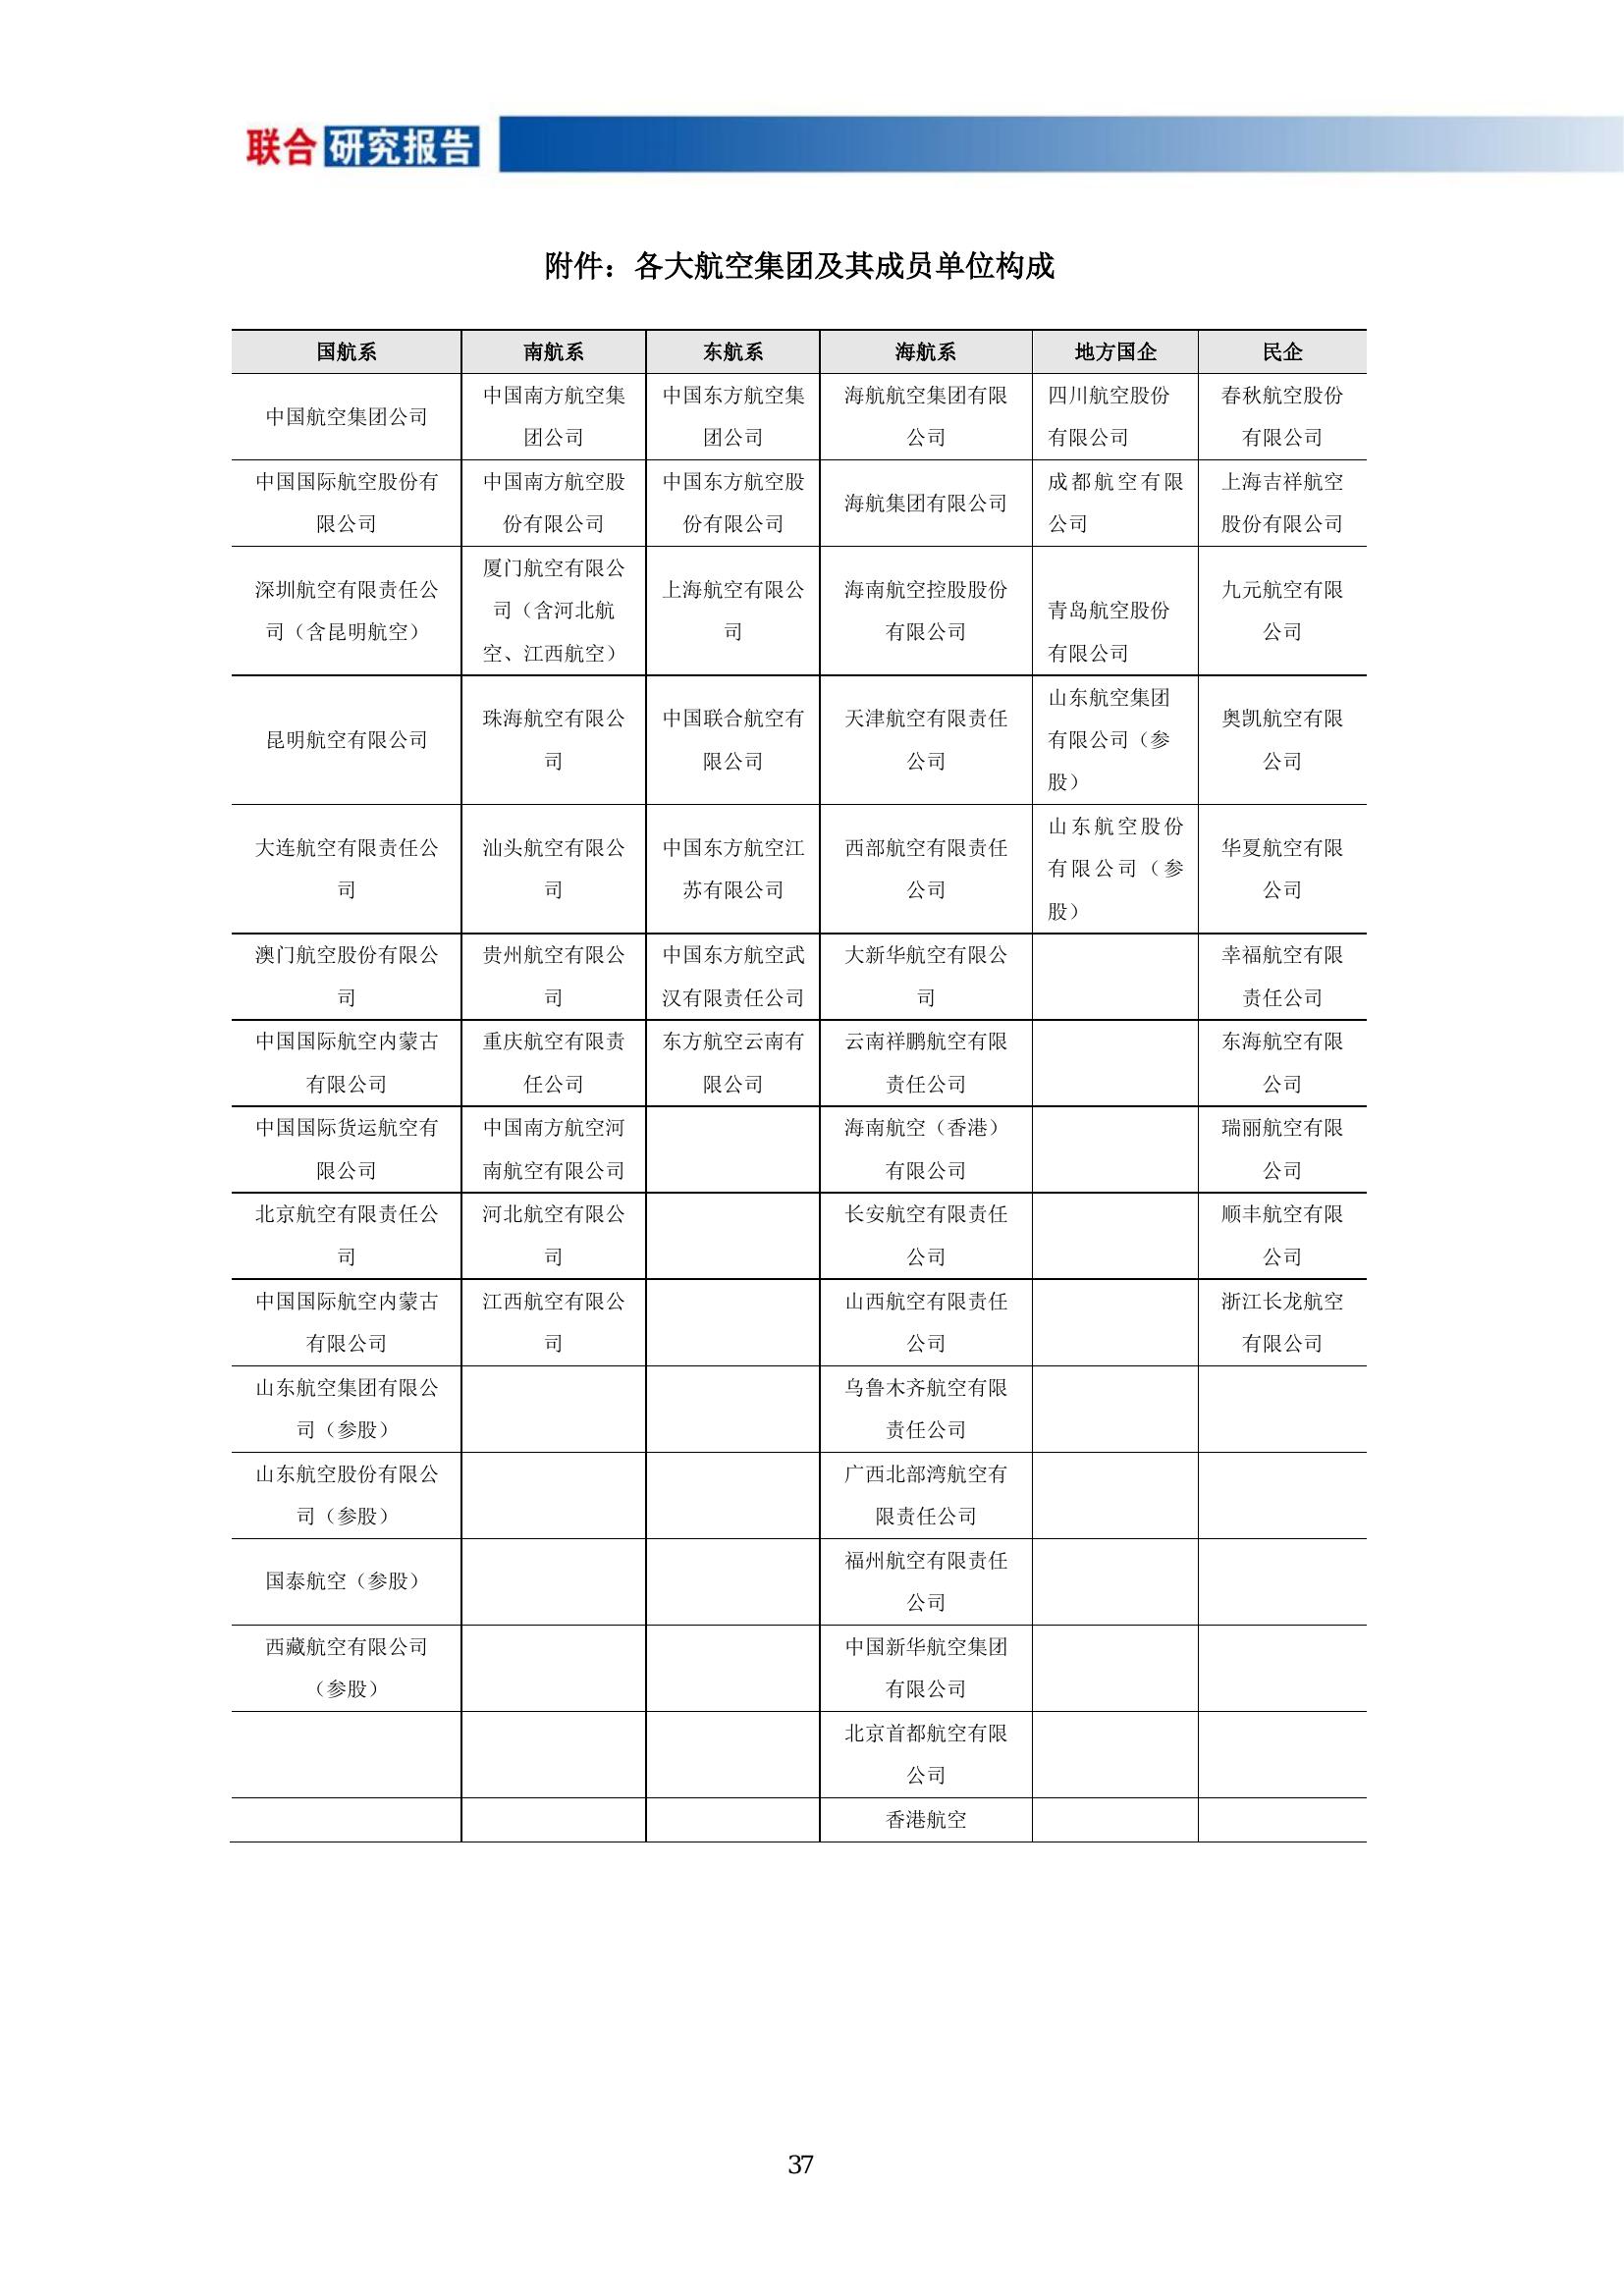 联合研究报告
附件：各大航空集团及其成员单位构成
国航系 南航系 东航系 海航系 地方国企 民企
中国航空集团公司
中国南方航空集
团公司
中国东方航空集
团公司
海航航空集团有限
公司
四川航空股份
有限公司
春秋航空股份
有限公司
中国国际航空股份有
限公司
中国南方航空股
份有限公司
中国东方航空股
份有限公司
海航集团有限公司
成都航空有限
公司
上海吉祥航空
股份有限公司
深圳航空有限责任公
司（含昆明航空）
厦门航空有限公
司（含河北航
空、江西航空）
上海航空有限公
司
海南航空控股股份
有限公司
青岛航空股份
有限公司
九元航空有限
公司
昆明航空有限公司
珠海航空有限公
司
中国联合航空有
限公司
天津航空有限责任
公司
山东航空集团
有限公司（参
股）
奥凯航空有限
公司
大连航空有限责任公
司
汕头航空有限公
司
中国东方航空江
苏有限公司
西部航空有限责任
公司
山东航空股份
有限公司（参
股）
华夏航空有限
公司
澳门航空股份有限公
司
贵州航空有限公
司
中国东方航空武
汉有限责任公司
大新华航空有限公
司
幸福航空有限
责任公司
中国国际航空内蒙古
有限公司
重庆航空有限责
任公司
东方航空云南有
限公司
云南祥鹏航空有限
责任公司
东海航空有限
公司
中国国际货运航空有
限公司
中国南方航空河
南航空有限公司
海南航空（香港）
有限公司
瑞丽航空有限
公司
北京航空有限责任公
司
河北航空有限公
司
长安航空有限责任
公司
顺丰航空有限
公司
中国国际航空内蒙古
有限公司
江西航空有限公
司
山西航空有限责任
公司
浙江长龙航空
有限公司
山东航空集团有限公
司（参股）
乌鲁木齐航空有限
责任公司
山东航空股份有限公
司（参股）
广西北部湾航空有
限责任公司
国泰航空（参股）
福州航空有限责任
公司
西藏航空有限公司
（参股）
中国新华航空集团
有限公司
北京首都航空有限
公司
香港航空
37